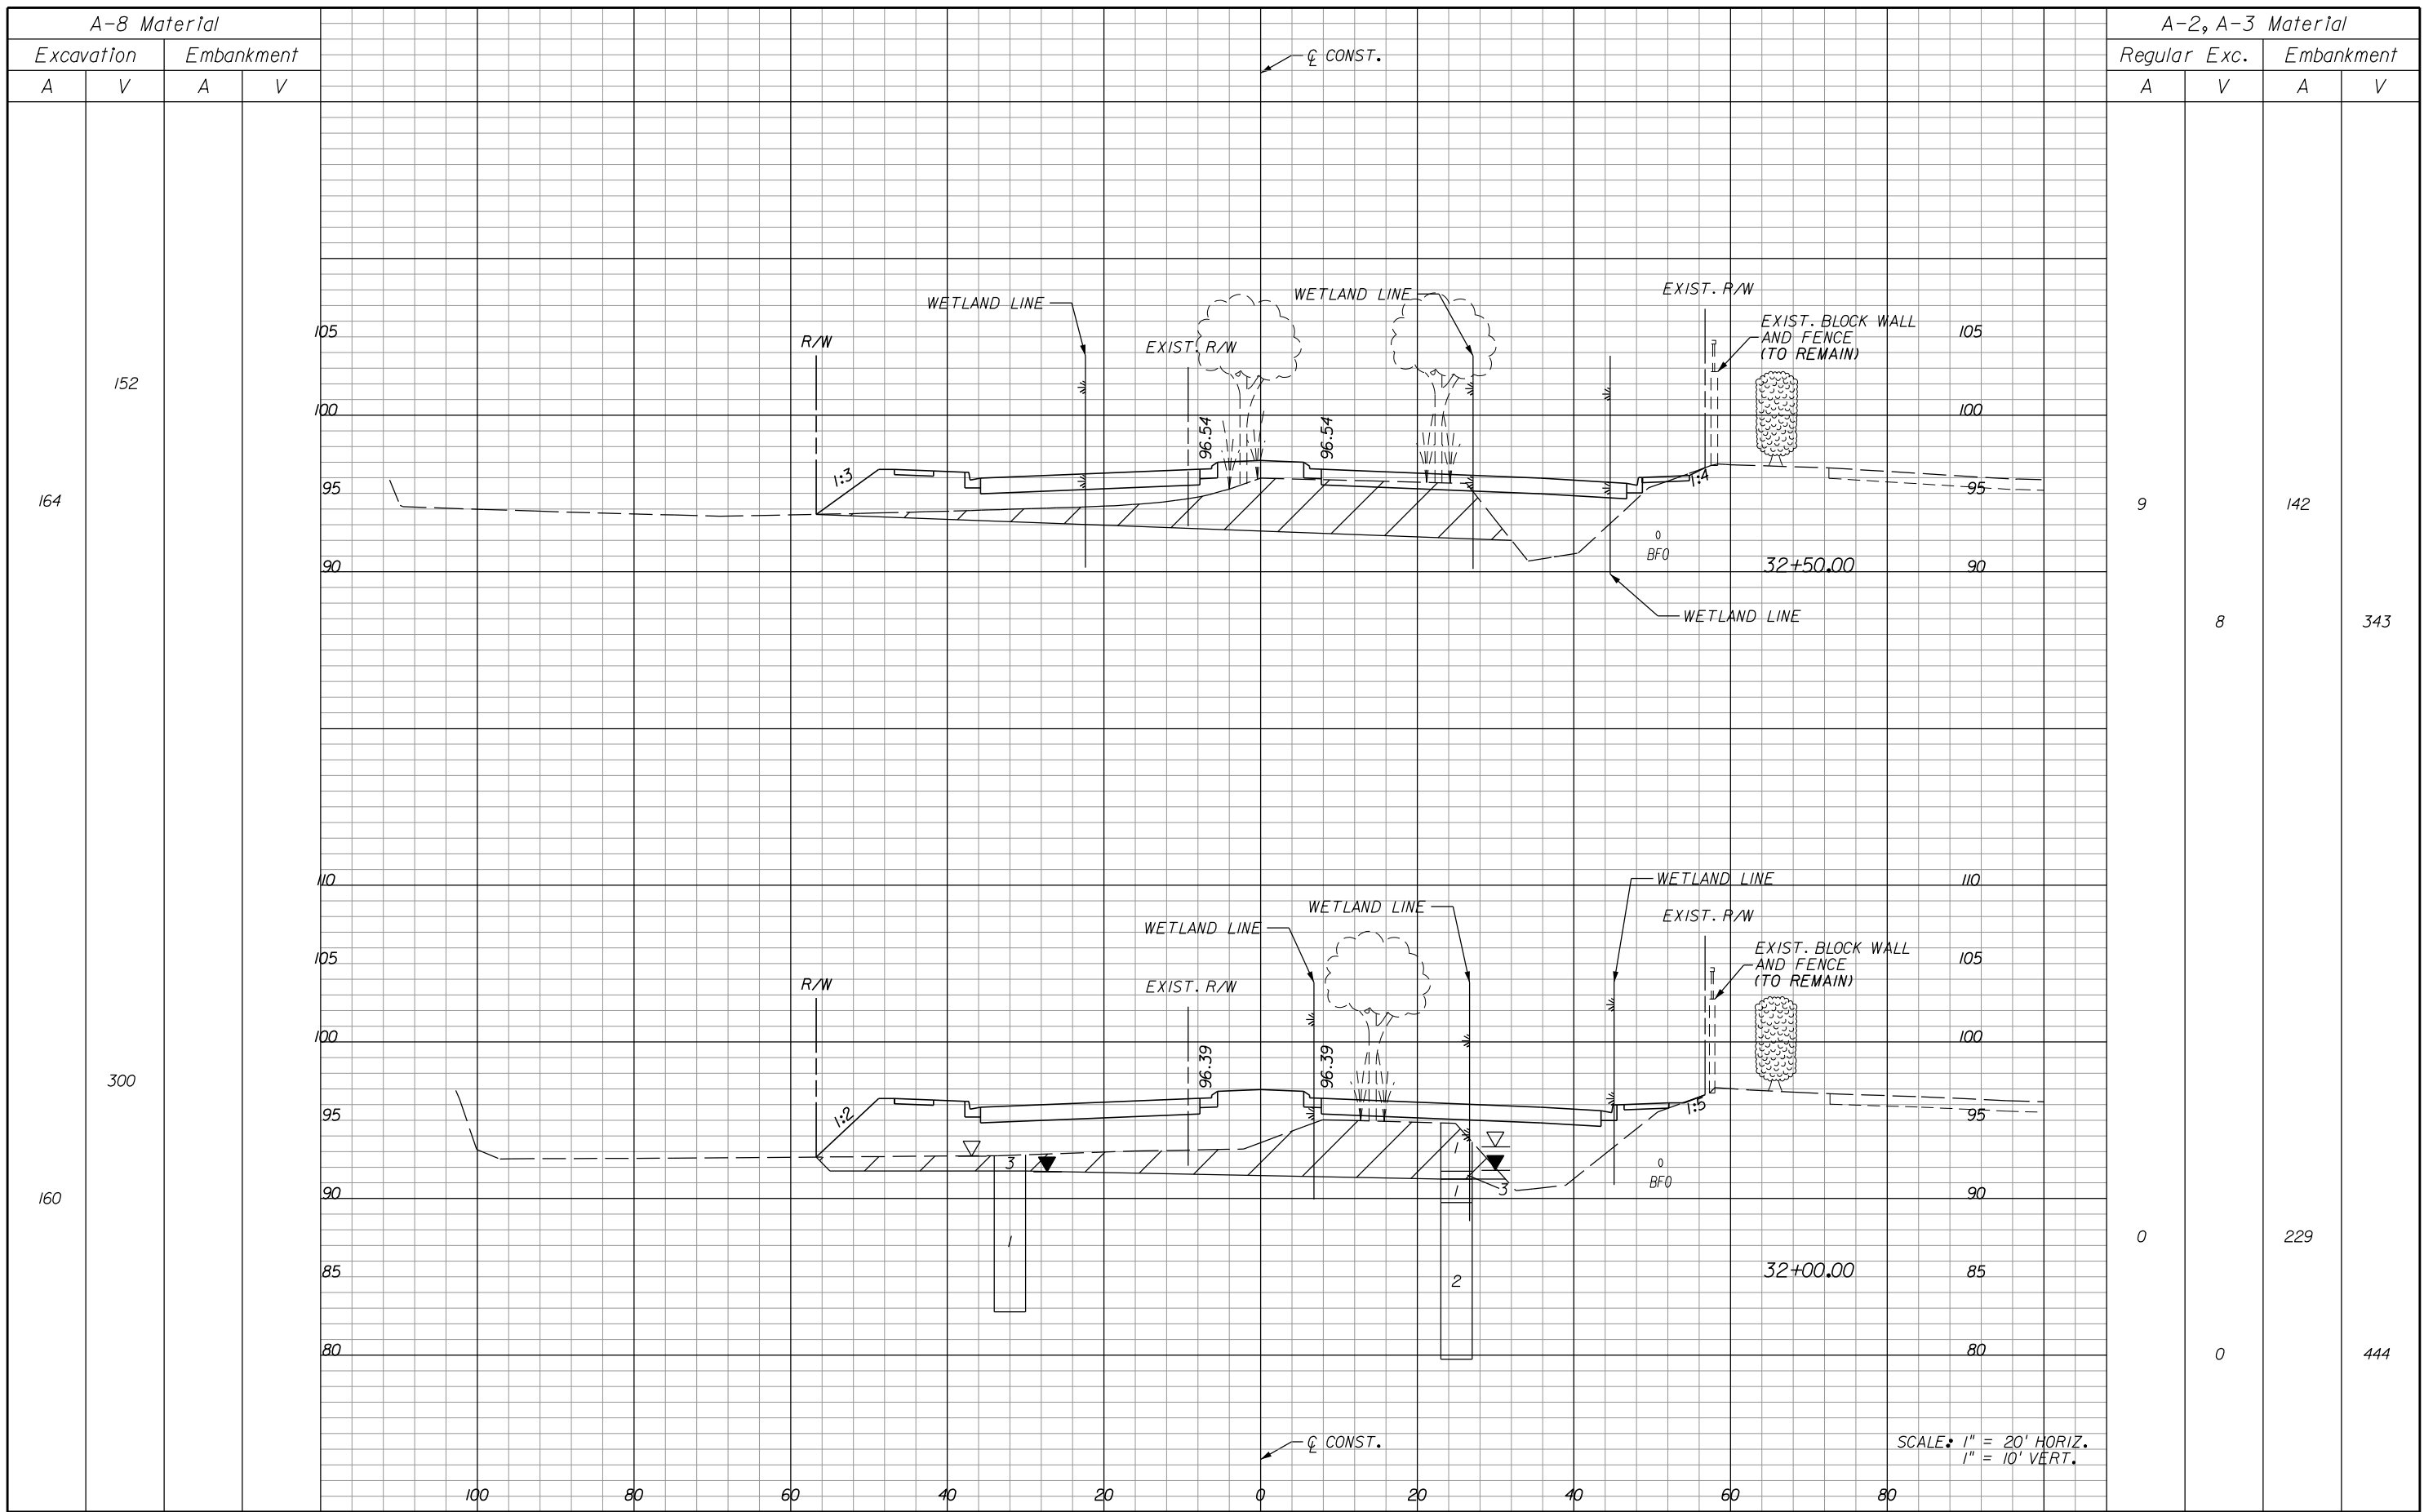 A-8 Material
Excavation Embankment
A V A V
A-2, A-3 Material
Regular Exc. Embankment
A V A V
℄ CONST.
WETLAND LINE
WETLAND LINE
EXIST. R/W
EXIST. BLOCK WALL
AND FENCE
(TO REMAIN)
105
R/W
EXIST. R/W
105
152
100
96.54
96.54
100
1:3
1:4
95
95
164
9
142
0
BFO
90
32+50.00
90
WETLAND LINE
8
343
110
WETLAND LINE
110
WETLAND LINE
WETLAND LINE
EXIST. R/W
EXIST. BLOCK WALL
AND FENCE
(TO REMAIN)
105
105
R/W
EXIST. R/W
100
96.39
96.39
100
300
95
1:2
1:5
95
3
1
0
BFO
160
90
1
3
90
1
0
229
85
2
32+00.00
85
80
80
0
444
℄ CONST.
SCALE: 1" = 20' HORIZ.
1" = 10' VERT.
100 80 60 40 20 0 20 40 60 80